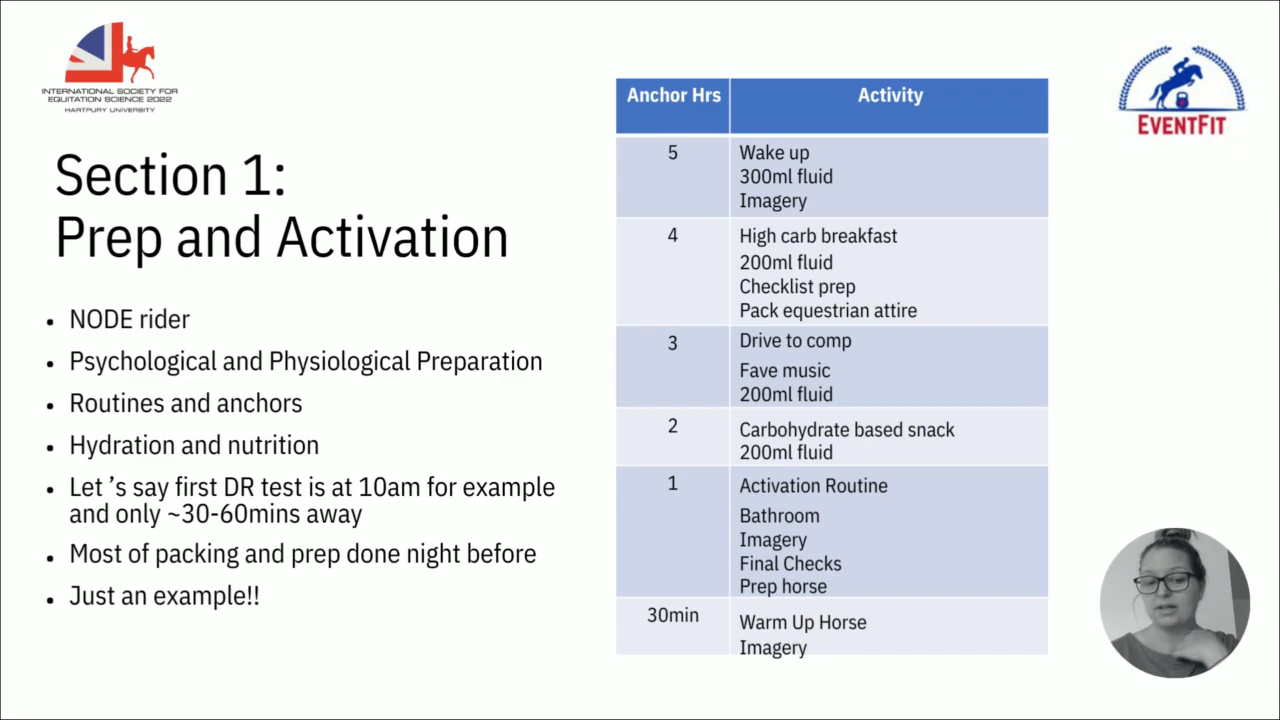 INTERNATIONAL SOCIETY FOR
EQUITATION SCIENCE 2022
HARTPURY UNIVERSITY
EVENTFIT
Section 1:
Prep and Activation
• NODE rider
• Psychological and Physiological Preparation
• Routines and anchors
• Hydration and nutrition
• Let ’s say first DR test is at 10am for example
and only ~30-60mins away
• Most of packing and prep done night before
• Just an example!!
Anchor Hrs Activity
5 Wake up
300ml fluid
Imagery
4 High carb breakfast
200ml fluid
Checklist prep
Pack equestrian attire
3 Drive to comp
Fave music
200ml fluid
2 Carbohydrate based snack
200ml fluid
1 Activation Routine
Bathroom
Imagery
Final Checks
Prep horse
30min Warm Up Horse
Imagery